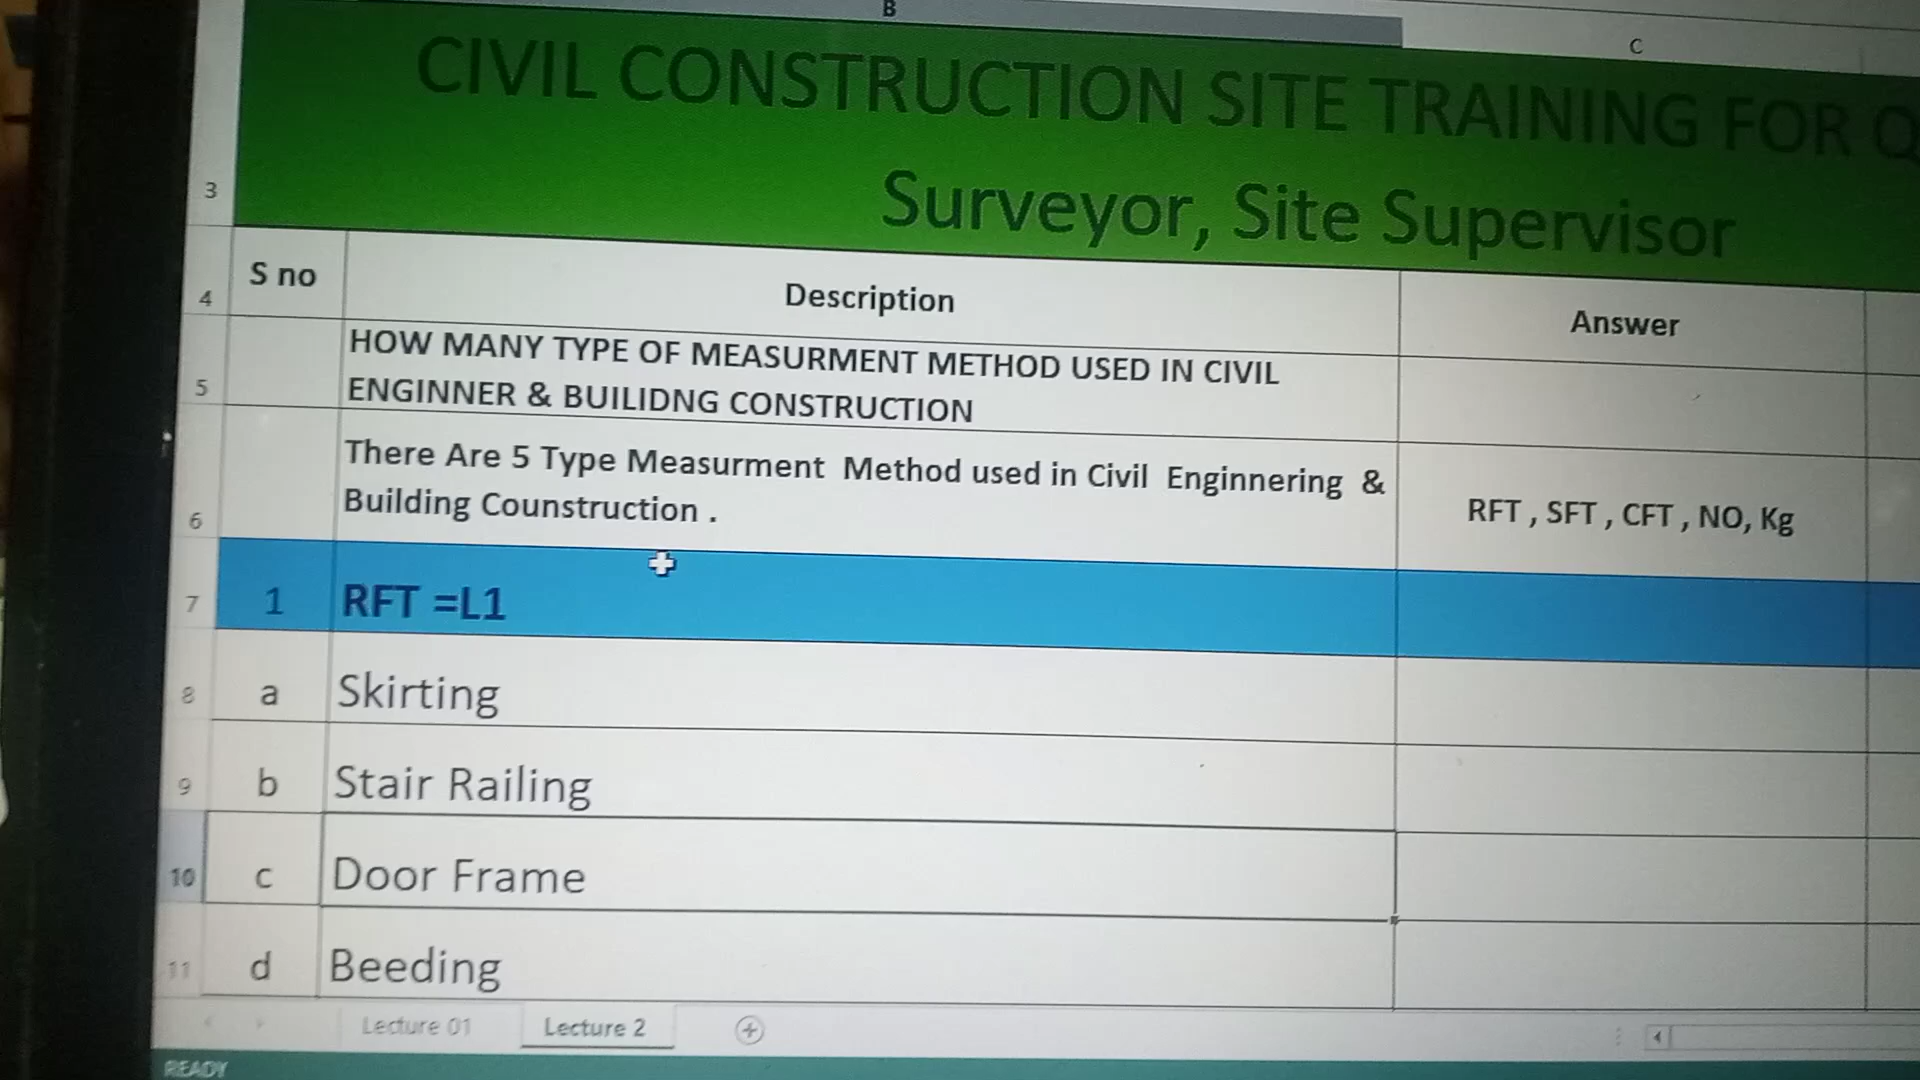 B
C
CIVIL CONSTRUCTION SITE TRAINING FOR Q
3 Surveyor, Site Supervisor
4 S no Description Answer
5 HOW MANY TYPE OF MEASURMENT METHOD USED IN CIVIL
ENGINNER & BUILIDNG CONSTRUCTION
There Are 5 Type Measurment Method used in Civil Enginnering &
6 Building Counstruction . RFT , SFT , CFT , NO, Kg
7 1 RFT =L1
8 a Skirting
9 b Stair Railing
10 c Door Frame
11 d Beeding
Lecture 01 Lecture 2
READY